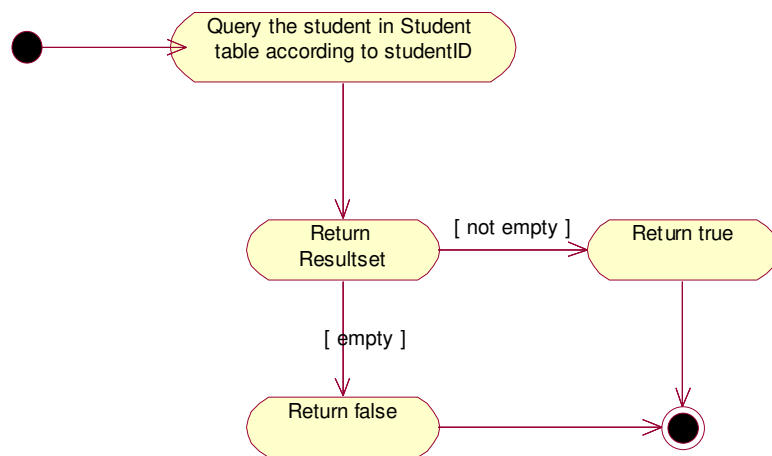 Query the student in Student
table according to studentID
Return
Resultset
[ not empty ]
Return true
[ empty ]
Return false